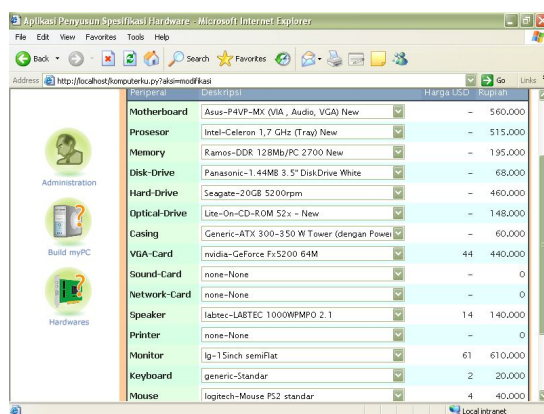 Aplikasi Penyusun Spesifikasi Hardware - Microsoft Internet Explorer
File Edit View Favorites Tools Help
Back Search Favorites
Address http://localhost/komputerku.py?aksi=modifikasi Go Links
Peripheral Deskripsi Harga USD Rupiah
Motherboard Asus-P4VP-MX (VIA , Audio, VGA) New - 560.000
Prosesor Intel-Celeron 1,7 GHz (Tray) New - 515.000
Memory Ramos-DDR 128Mb/PC 2700 New - 195.000
Disk-Drive Panasonic-1.44MB 3.5" DiskDrive White - 68.000
Hard-Drive Seagate-20GB 5200rpm - 460.000
Optical-Drive Lite-On-CD-ROM 52x - New - 148.000
Casing Generic-ATX 300-350 W Tower (dengan Power - 60.000
VGA-Card nvidia-GeForce Fx5200 64M 44 440.000
Sound-Card none-None - 0
Network-Card none-None - 0
Speaker labtec-LABTEC 1000WPMPO 2.1 14 140.000
Printer none-None - 0
Monitor lg-15inch semiFlat 61 610.000
Keyboard generic-Standar 2 20.000
Mouse logitech-Mouse PS2 standar 4 40.000
Administration
Build myPC
Hardwares
Local intranet